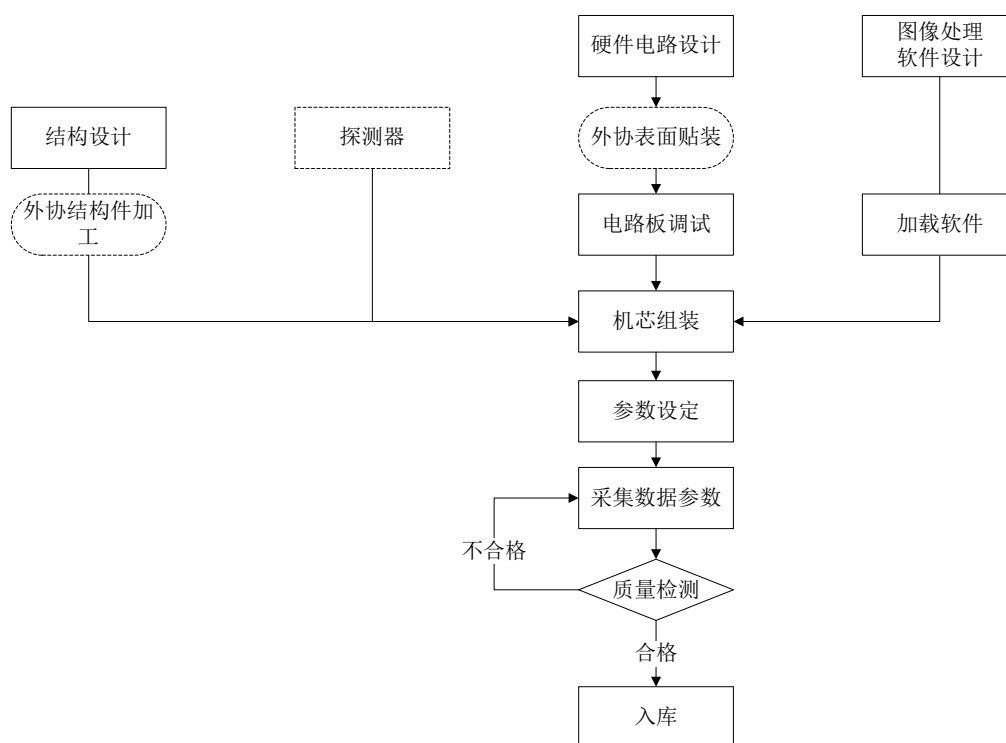 硬件电路设计
图像处理
软件设计
结构设计
探测器
外协表面贴装
外协结构件加
工
电路板调试
加载软件
机芯组装
参数设定
采集数据参数
不合格
质量检测
合格
入库